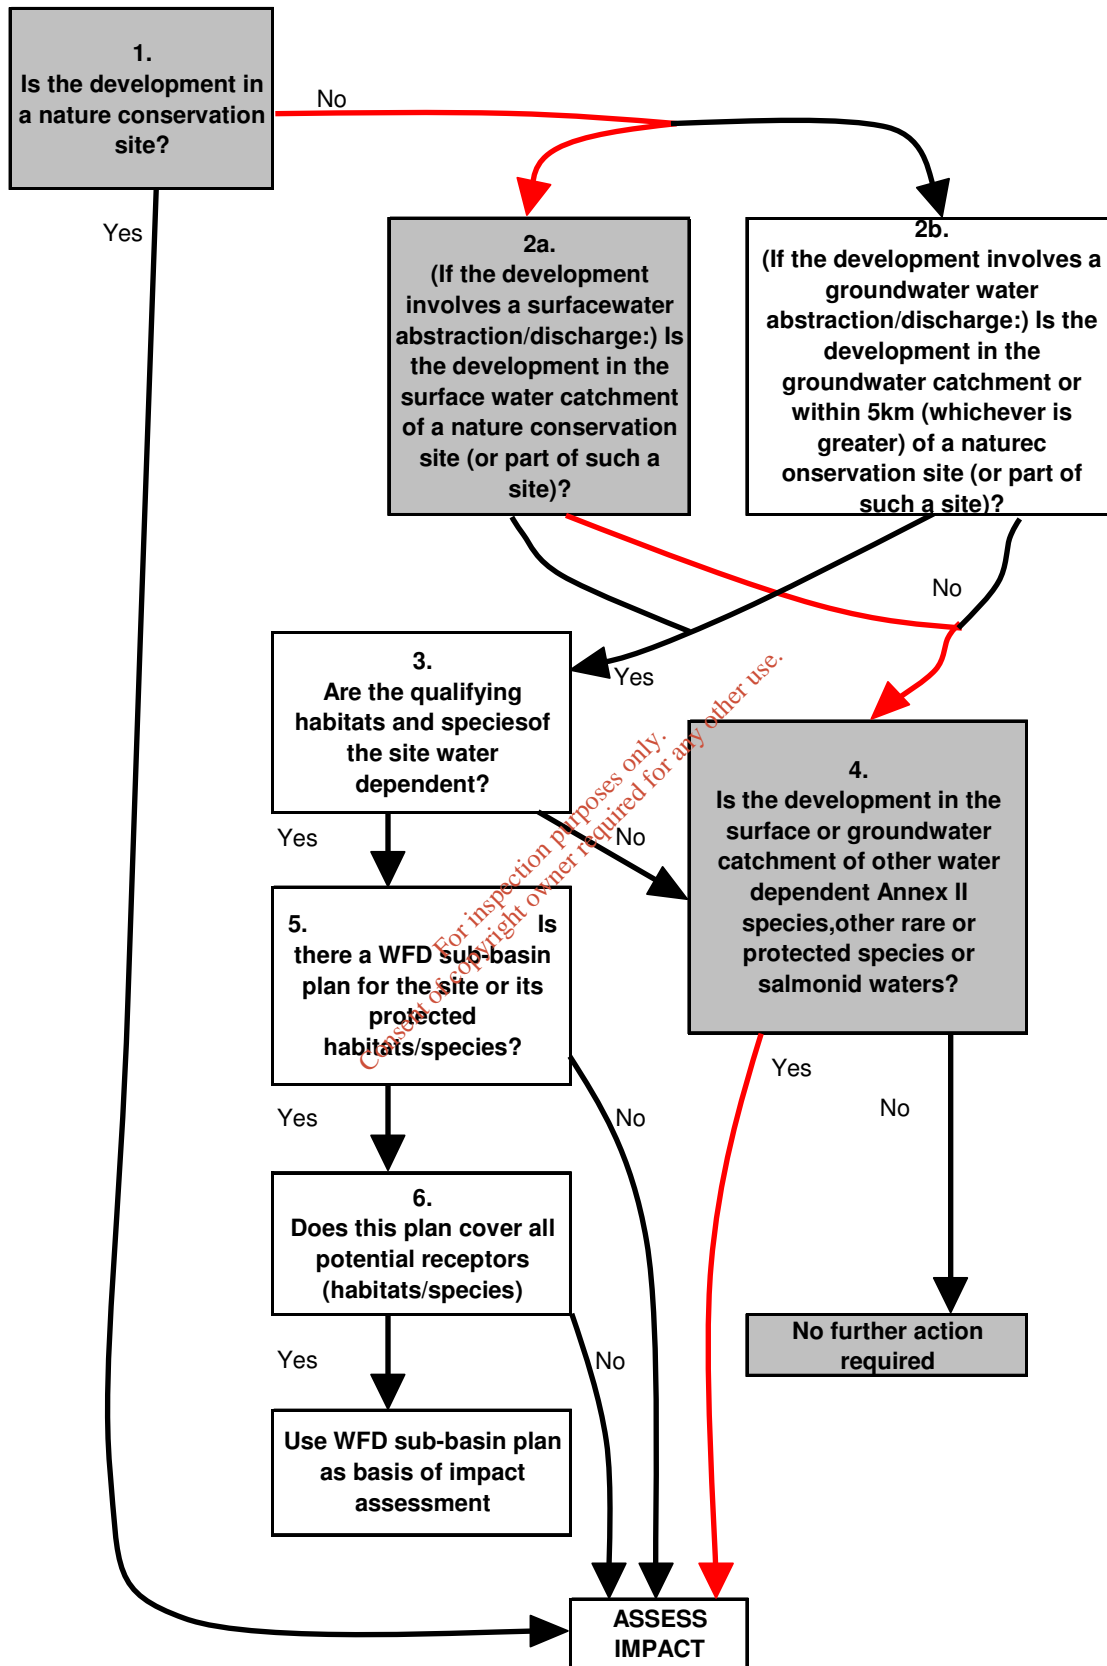 1.
Is the development in
a nature conservation
site?
No
Yes
2a.
(If the development
involves a surfacewater
abstraction/discharge:) Is
the development in the
surface water catchment
of a nature conservation
site (or part of such a
site)?
2b.
(If the development involves a
groundwater water
abstraction/discharge:) Is the
development in the
groundwater catchment or
within 5km (whichever is
greater) of a naturec
onservation site (or part of
such a site)?
No
Yes
3.
Are the qualifying
habitats and speciesof
the site water
dependent?
Yes
No
4.
Is the development in the
surface or groundwater
catchment of other water
dependent Annex II
species,other rare or
protected species or
salmonid waters?
For inspection purposes only.
Consent of copyright owner required for any other use.
5. Is
there a WFD sub-basin
plan for the site or its
protected
habitats/species?
Yes
No
Yes
No
6.
Does this plan cover all
potential receptors
(habitats/species)
Yes
No
No further action
required
Use WFD sub-basin plan
as basis of impact
assessment
ASSESS
IMPACT